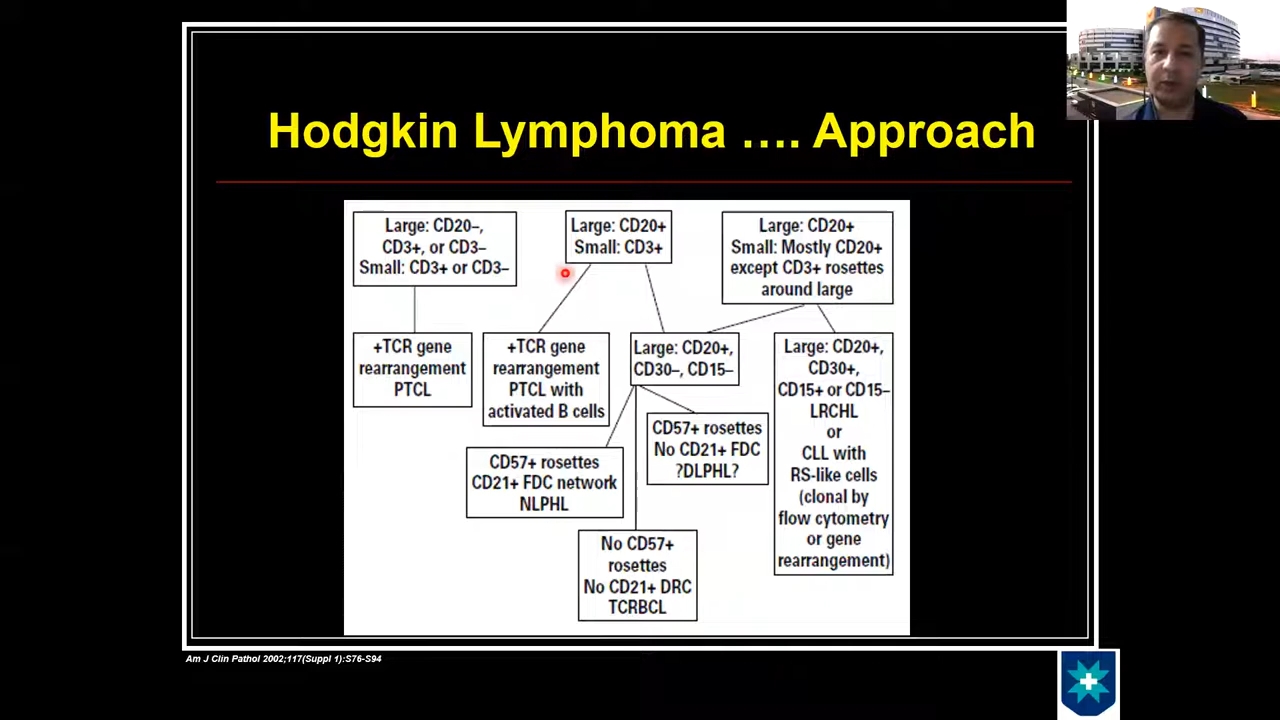 Hodgkin Lymphoma …. Approach
Large: CD20–,
CD3+, or CD3–
Small: CD3+ or CD3–
Large: CD20+
Small: CD3+
Large: CD20+
Small: Mostly CD20+
except CD3+ rosettes
around large
+TCR gene
rearrangement
PTCL
+TCR gene
rearrangement
PTCL with
activated B cells
Large: CD20+,
CD30–, CD15–
Large: CD20+,
CD30+,
CD15+ or CD15–
LRCHL
or
CLL with
RS-like cells
(clonal by
flow cytometry
or gene
rearrangement)
CD57+ rosettes
No CD21+ FDC
?DLPHL?
CD57+ rosettes
CD21+ FDC network
NLPHL
No CD57+
rosettes
No CD21+ DRC
TCRBCL
Am J Clin Pathol 2002;117(Suppl 1):S76-S94